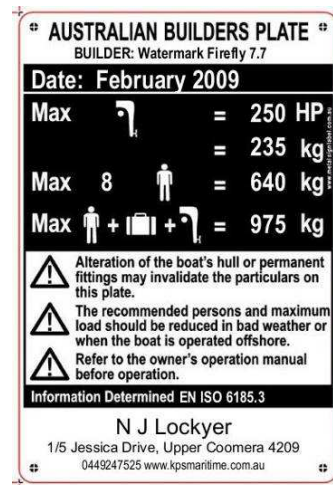 AUSTRALIAN BUILDERS PLATE
BUILDER: Watermark Firefly 7.7
Date: February 2009
Max = 250 HP
= 235 kg
Max 8 = 640 kg
Max + + = 975 kg
www.metalsignlabel.com.au
Alteration of the boat's hull or permanent
fittings may invalidate the particulars on
this plate.
The recommended persons and maximum
load should be reduced in bad weather or
when the boat is operated offshore.
Refer to the owner's operation manual
before operation.
Information Determined EN ISO 6185.3
N J Lockyer
1/5 Jessica Drive, Upper Coomera 4209
0449247525 www.kpsmaritime.com.au